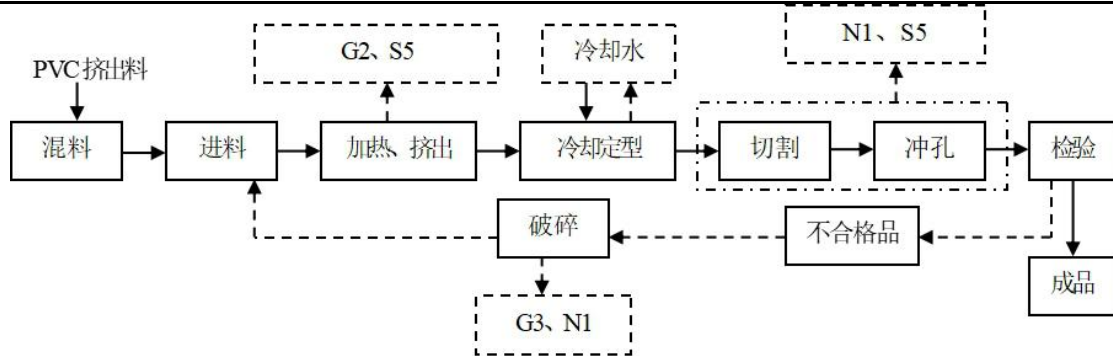 G2、S5
冷却水
N1、S5
PVC挤出料
混料
进料
加热、挤出
冷却定型
切割
冲孔
检验
破碎
不合格品
成品
G3、N1